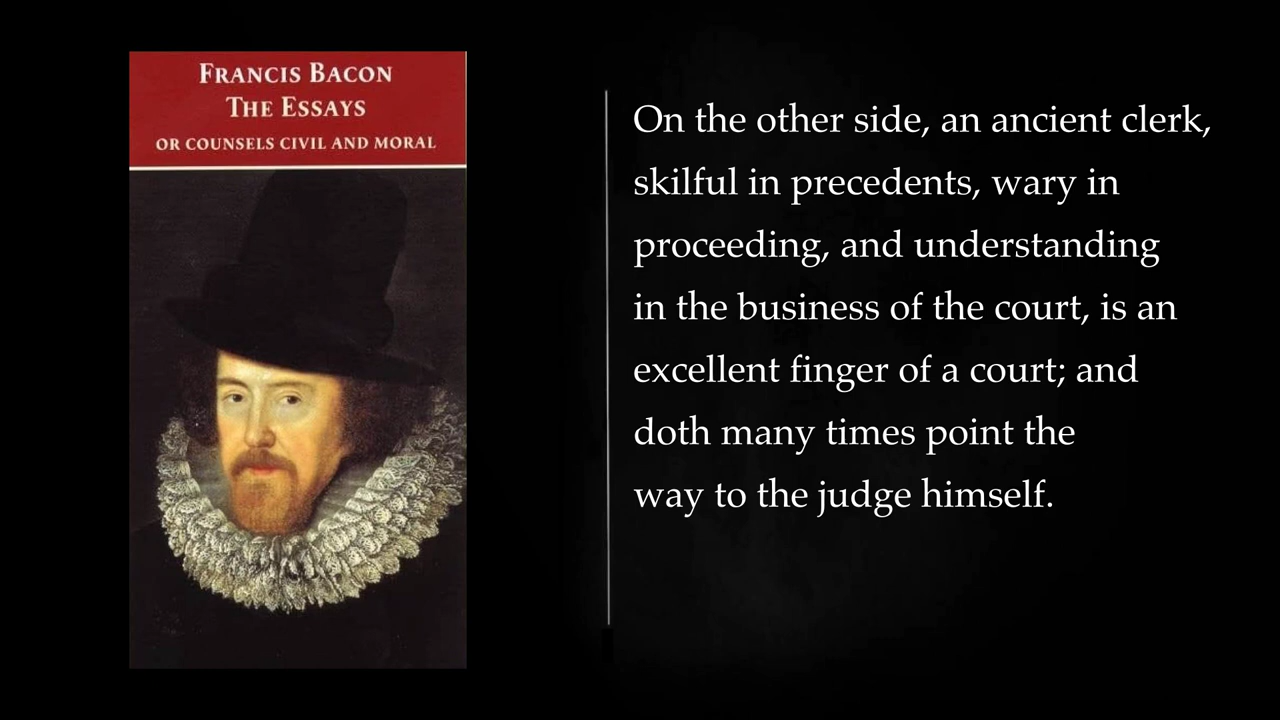 FRANCIS BACON
THE ESSAYS
OR COUNSELS CIVIL AND MORAL
On the other side, an ancient clerk,
skilful in precedents, wary in
proceeding, and understanding
in the business of the court, is an
excellent finger of a court; and
doth many times point the
way to the judge himself.